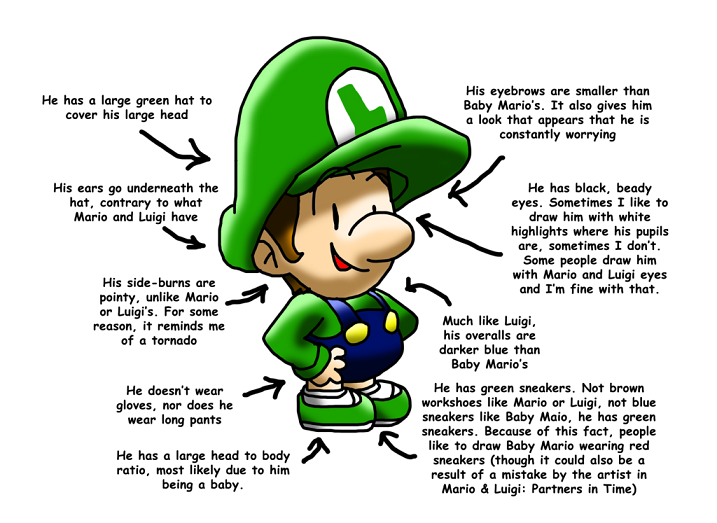 He has a large green hat to
cover his large head
His eyebrows are smaller than
Baby Mario's. It also gives him
a look that appears that he is
constantly worrying
L
His ears go underneath the
hat, contrary to what
Mario and Luigi have
He has black, beady
eyes. Sometimes I like to
draw him with white
highlights where his pupils
are, sometimes I don't.
Some people draw him
with Mario and Luigi eyes
and I'm fine with that.
His side-burns are
pointy, unlike Mario
or Luigi's. For some
reason, it reminds me
of a tornado
Much like Luigi,
his overalls are
darker blue than
Baby Mario's
He doesn't wear
gloves, nor does he
wear long pants
He has green sneakers. Not brown
workshoes like Mario or Luigi, not blue
sneakers like Baby Maio, he has green
sneakers. Because of this fact, people
like to draw Baby Mario wearing red
sneakers (though it could also be a
result of a mistake by the artist in
Mario & Luigi: Partners in Time)
He has a large head to body
ratio, most likely due to him
being a baby.